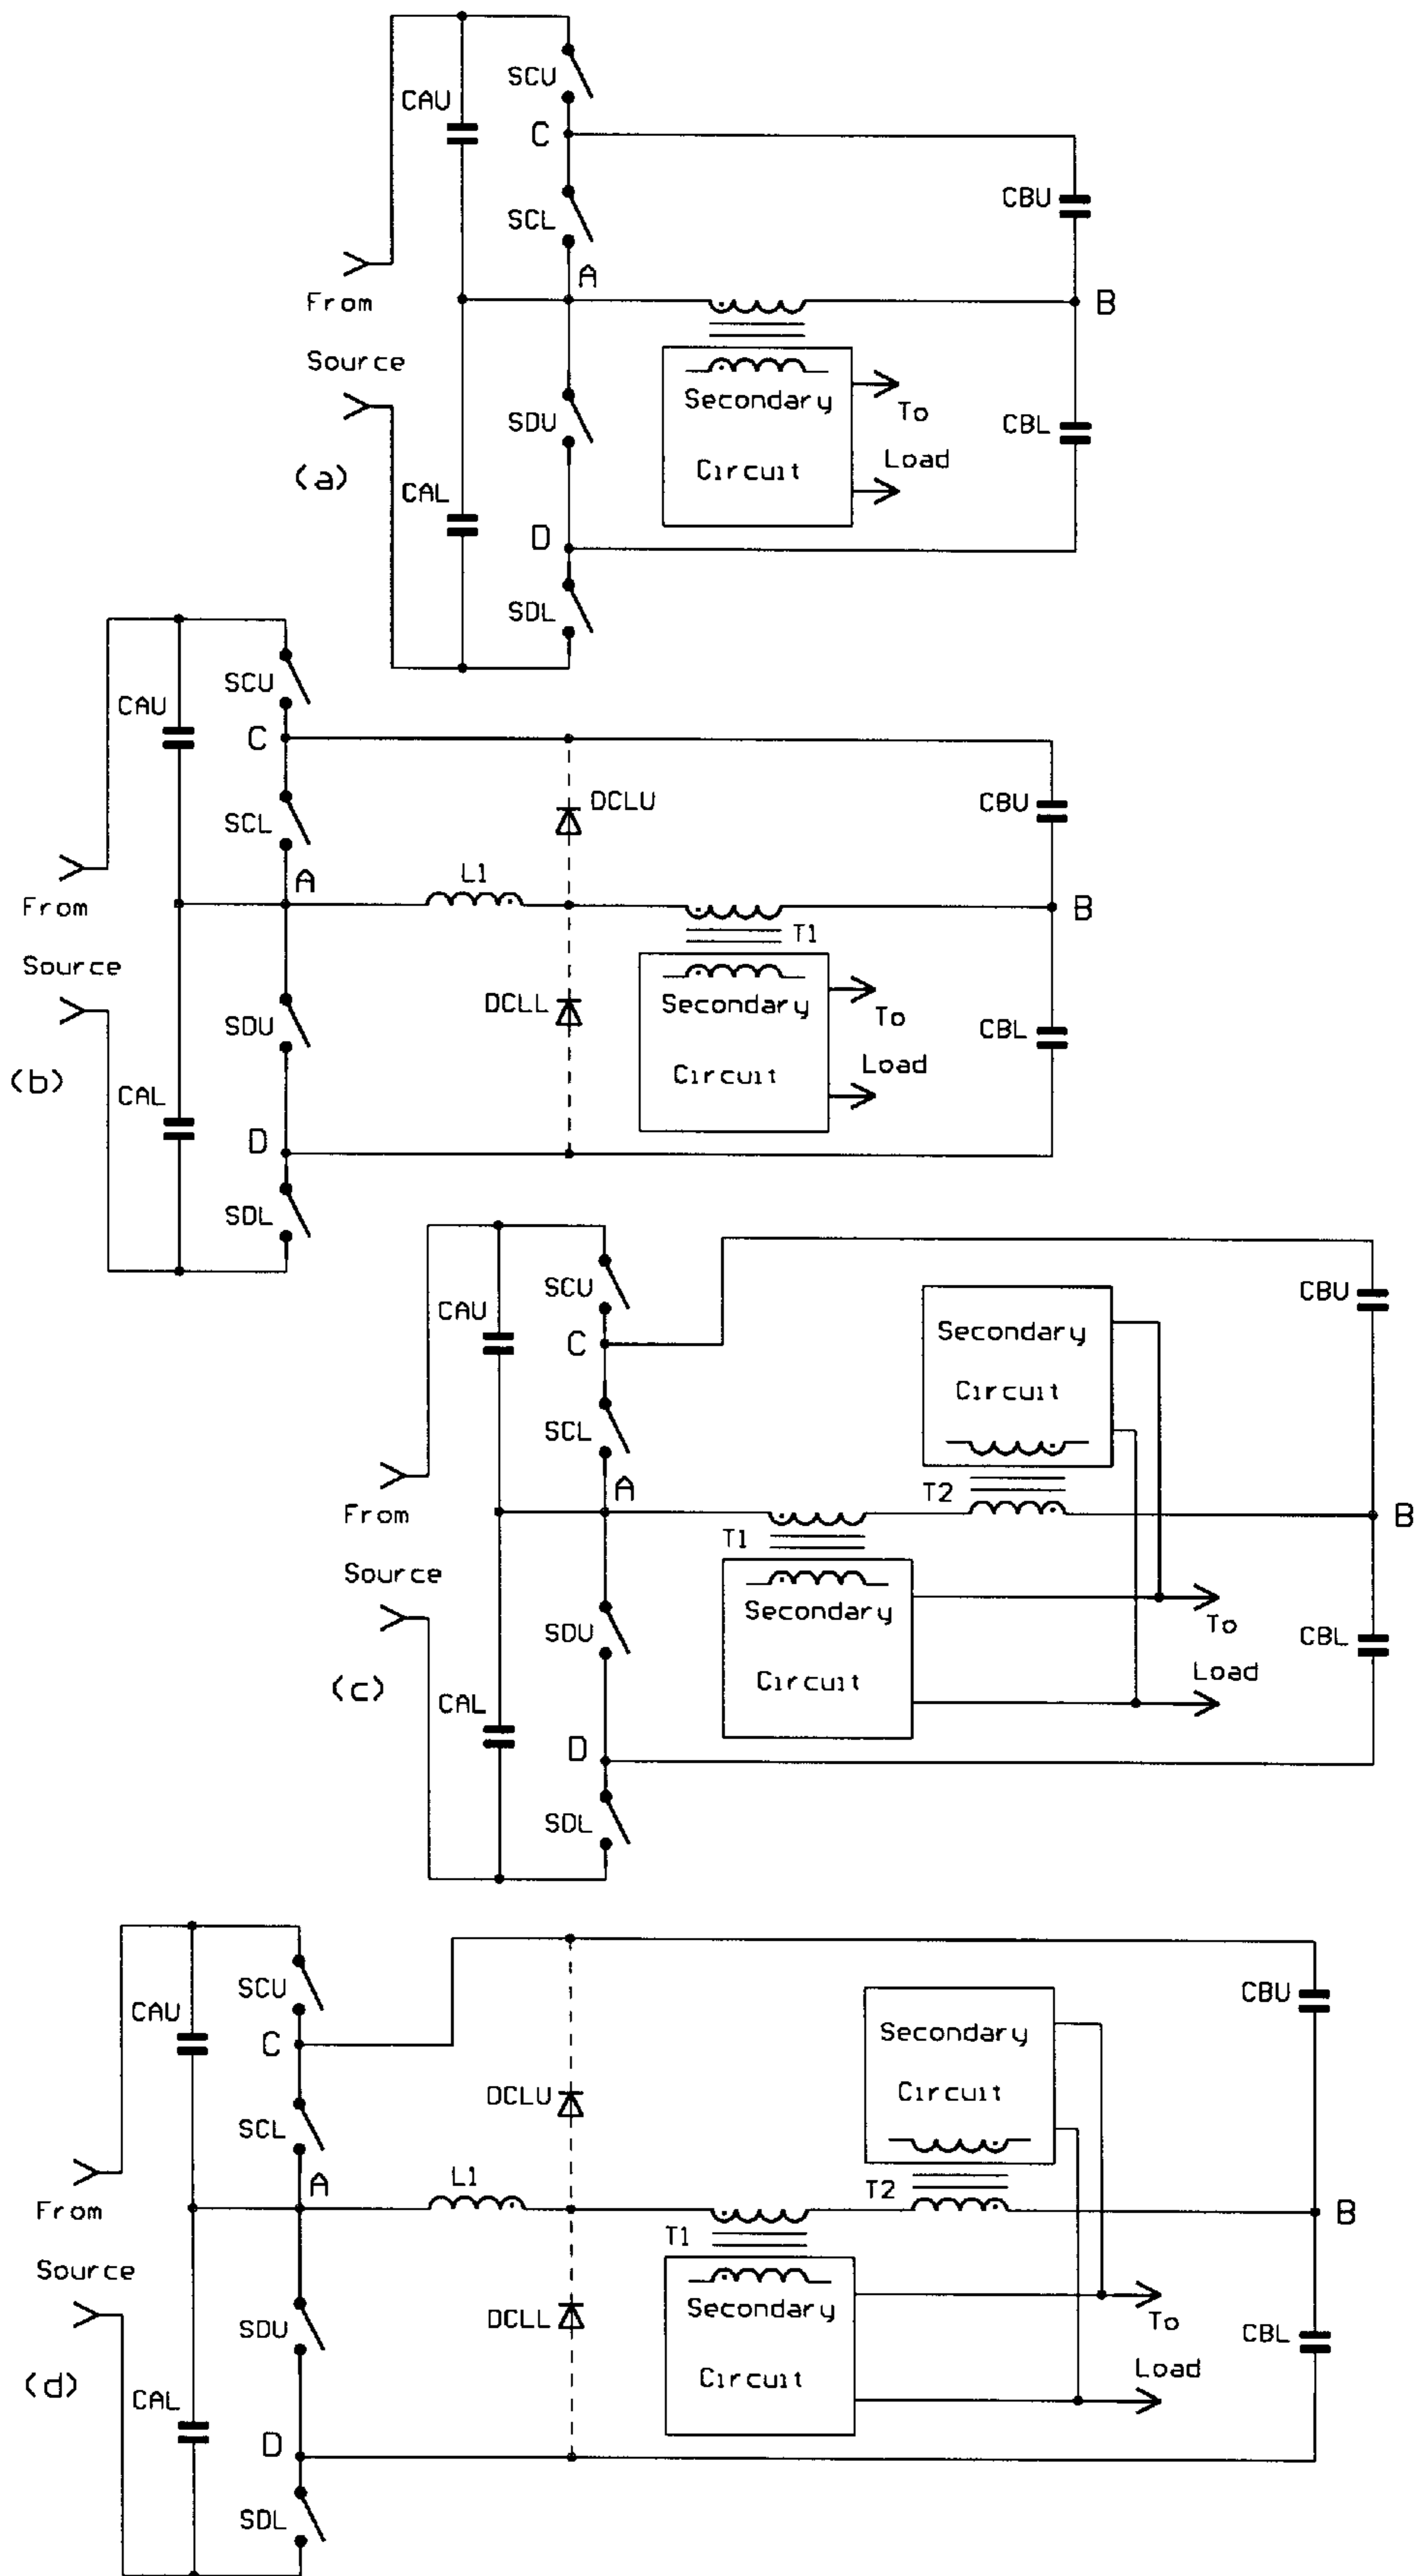 SCU
CAU
C
CBU
SCL
A
From
B
Source
Secondary
To
SDU
CBL
Load
(a)
Circuit
CAL
D
SDL
SCU
CAU
C
DCLU
CBU
SCL
L1
A
From
B
T1
Source
Secondary
DCLL
To
SDU
CBL
Load
(b)
Circuit
CAL
D
SDL
SCU
CBU
CAU
Secondary
C
Circuit
SCL
A
T2
From
B
T1
Source
Secondary
To
SDU
CBL
Load
(c)
Circuit
CAL
D
SDL
SCU
CBU
CAU
Secondary
C
DCLU
Circuit
SCL
L1
A
T2
From
B
T1
Source
Secondary
DCLL
To
SDU
CBL
Load
(d)
Circuit
CAL
D
SDL